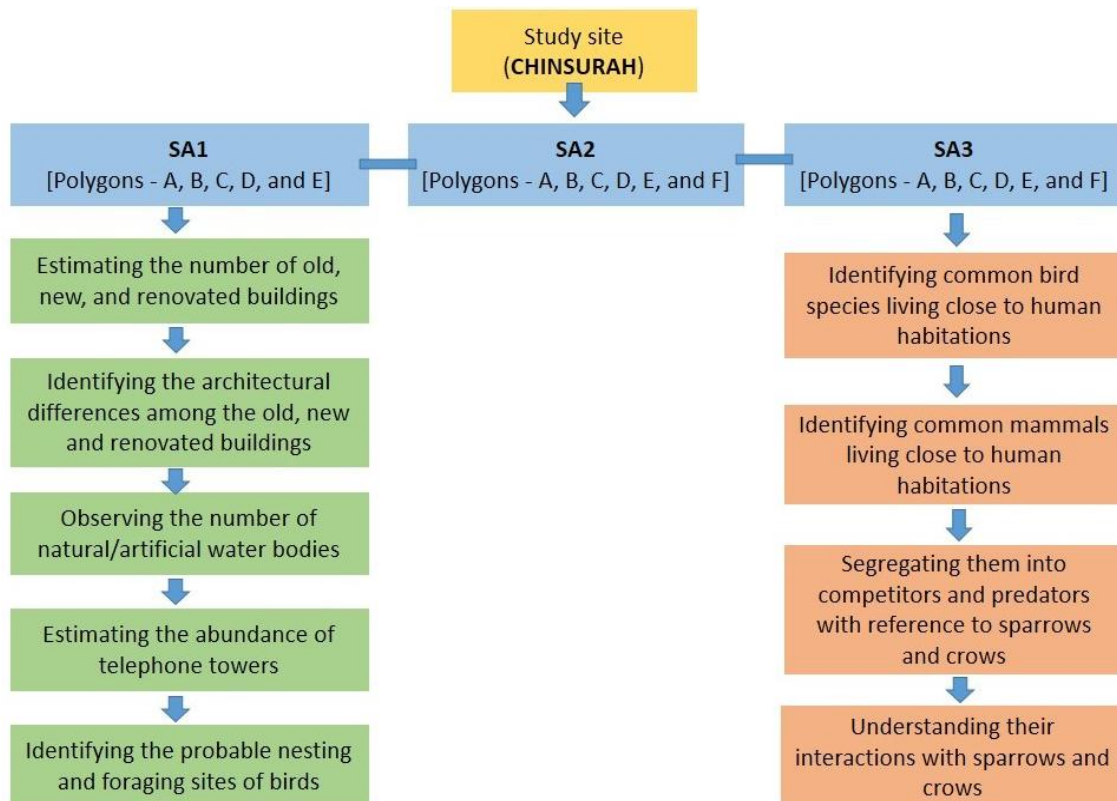 Study site
(CHINSURAH)
SA1
[Polygons - A, B, C, D, and E]
SA2
[Polygons - A, B, C, D, E, and F]
SA3
[Polygons - A, B, C, D, E, and F]
Estimating the number of old,
new, and renovated buildings
Identifying the architectural
differences among the old, new
and renovated buildings
Observing the number of
natural/artificial water bodies
Estimating the abundance of
telephone towers
Identifying the probable nesting
and foraging sites of birds
Identifying common bird
species living close to human
habitations
Identifying common mammals
living close to human
habitations
Segregating them into
competitors and predators
with reference to sparrows
and crows
Understanding their
interactions with sparrows and
crows